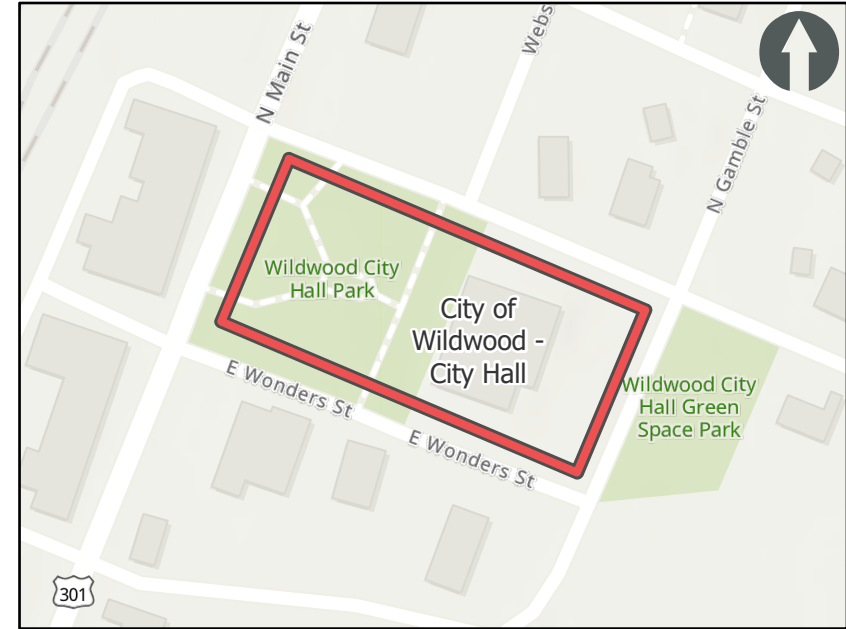 N Main St
Webs
N Gamble St
Wildwood City
Hall Park
City of
Wildwood -
City Hall
E Wonders St
Wildwood City
Hall Green
Space Park
E Wonders St
301